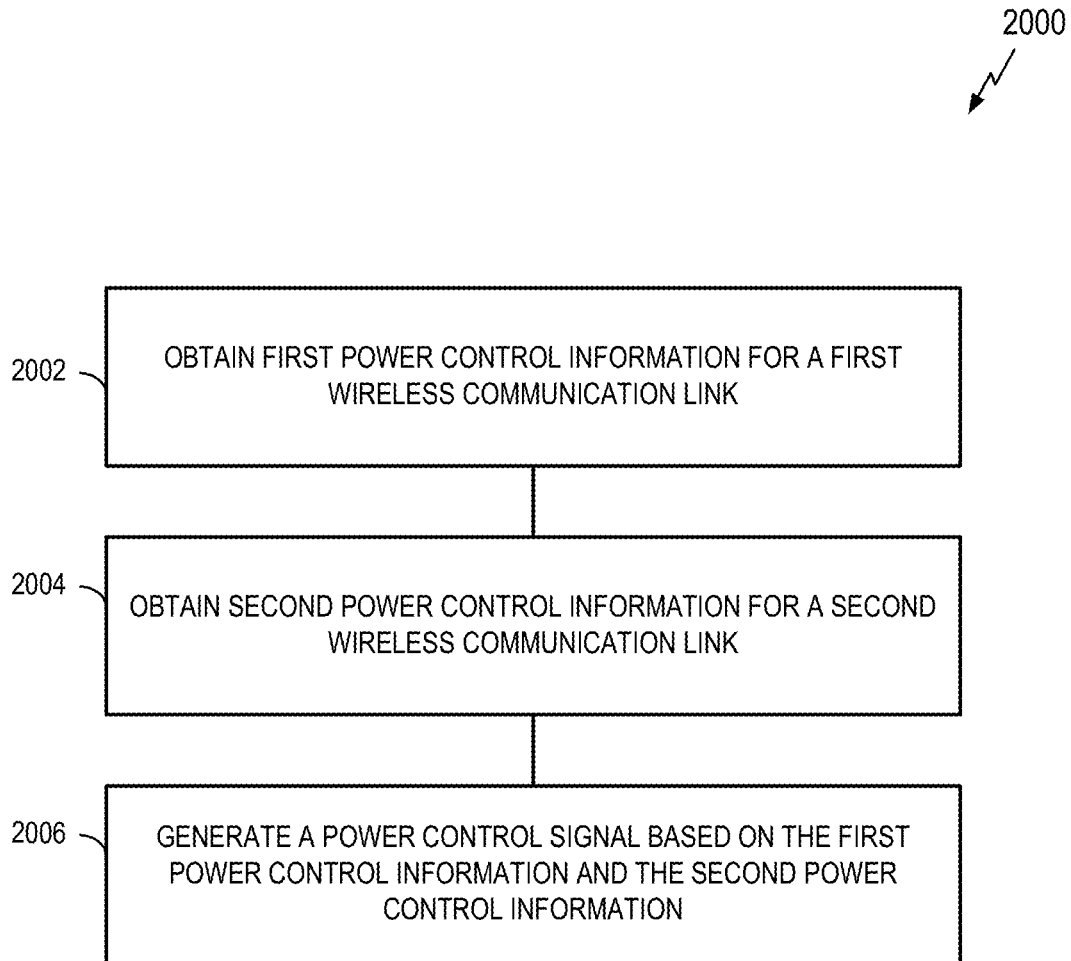 2000
2002
OBTAIN FIRST POWER CONTROL INFORMATION FOR A FIRST
WIRELESS COMMUNICATION LINK
2004
OBTAIN SECOND POWER CONTROL INFORMATION FOR A SECOND
WIRELESS COMMUNICATION LINK
2006
GENERATE A POWER CONTROL SIGNAL BASED ON THE FIRST
POWER CONTROL INFORMATION AND THE SECOND POWER
CONTROL INFORMATION